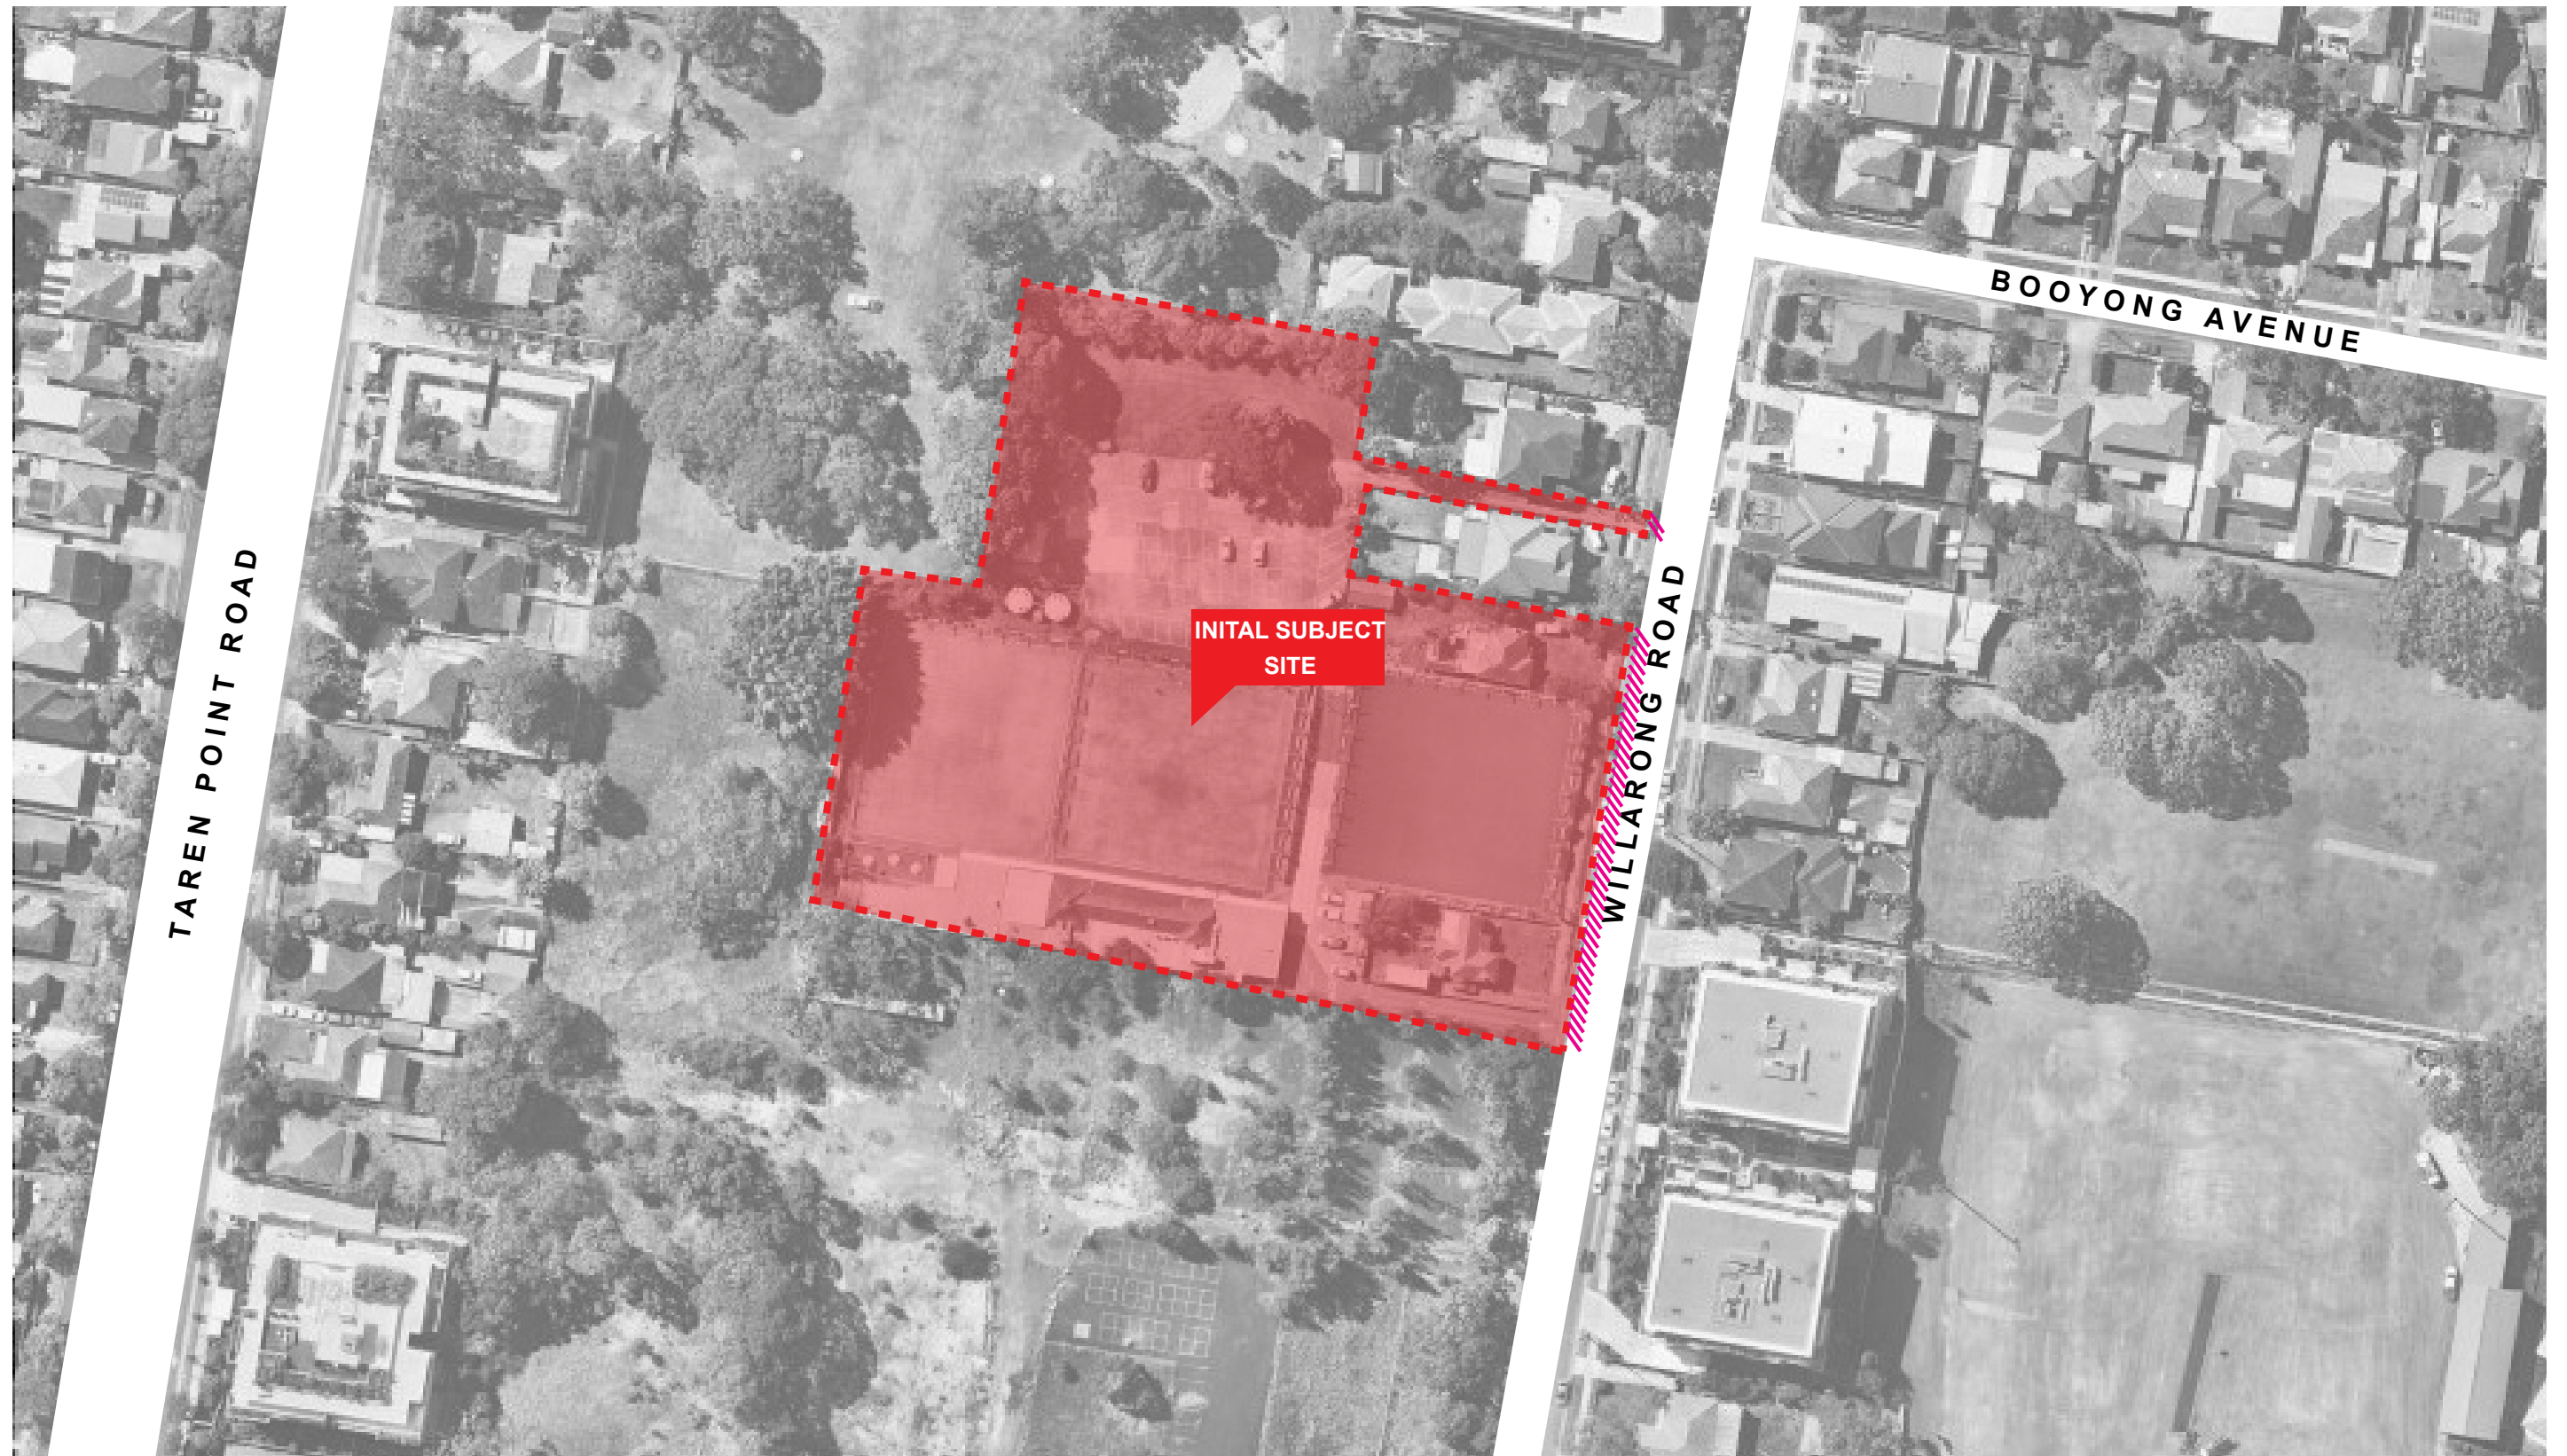 BOOYONG AVENUE
TAREN POINT ROAD
INITAL SUBJECT
SITE
WILLARONG ROAD